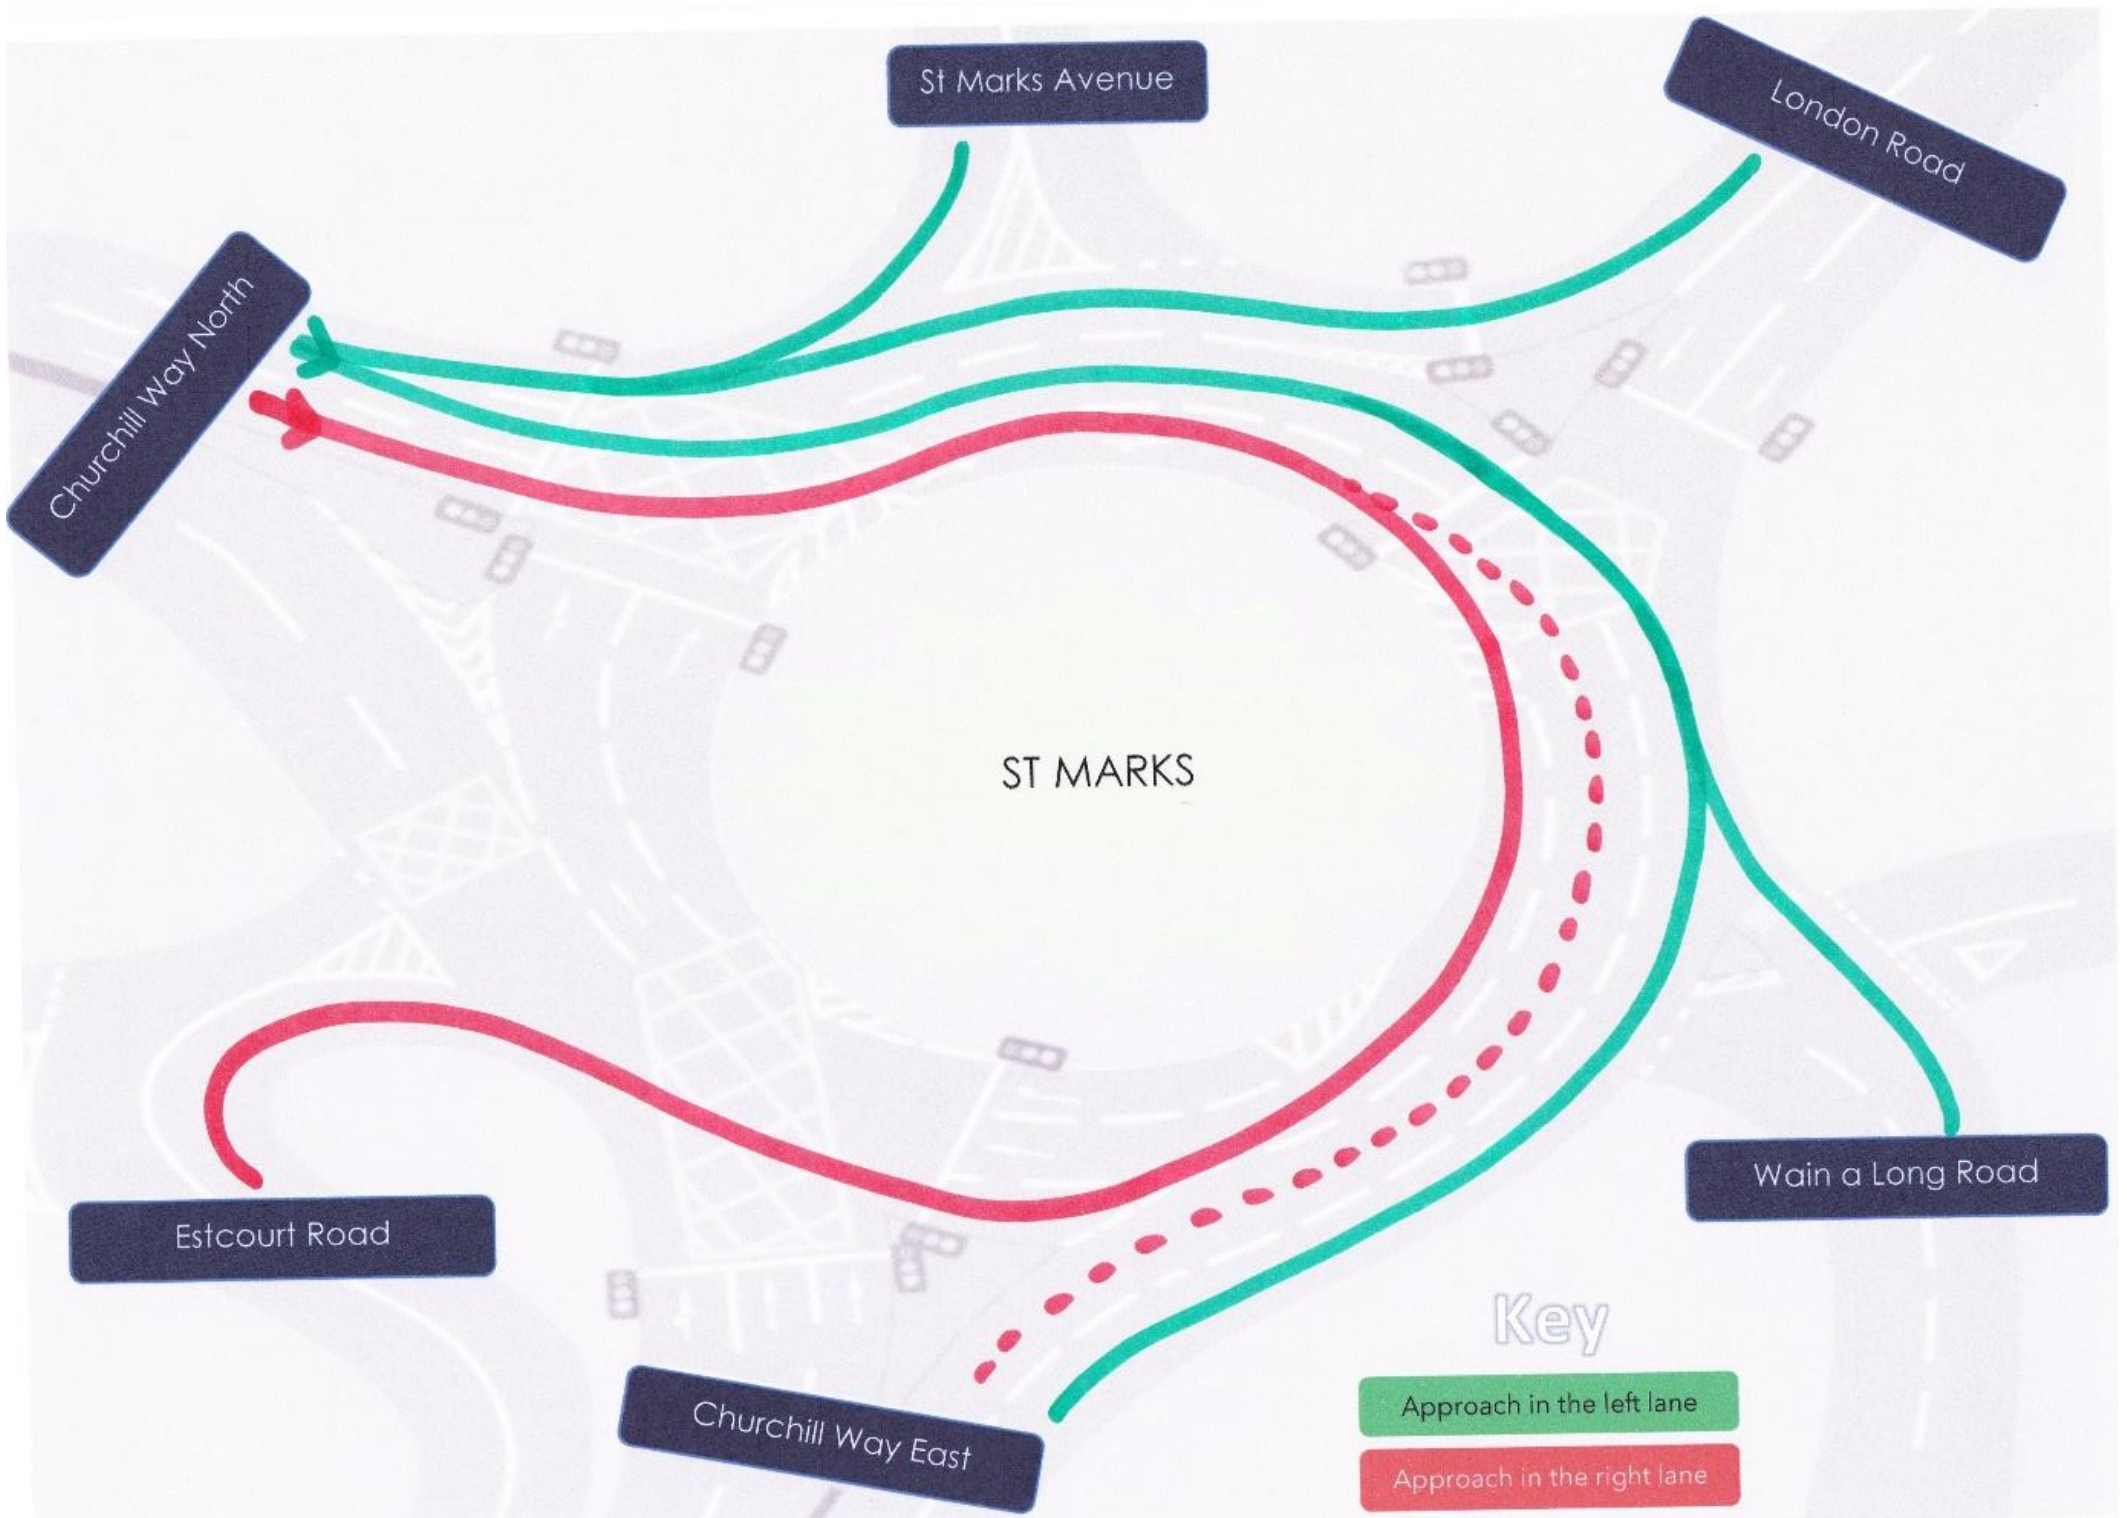 St Marks Avenue
London Road
Churchill Way North
ST MARKS
Estcourt Road
Wain a Long Road
Churchill Way East
Key
Approach in the left lane
Approach in the right lane